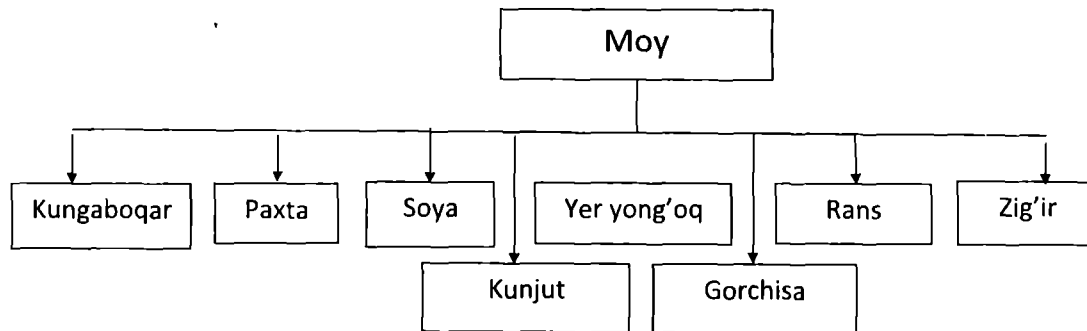 Moy
Kungaboqar
Paxta
Soya
Yer yong'oq
Rans
Zig'ir
Kunjut
Gorchisa